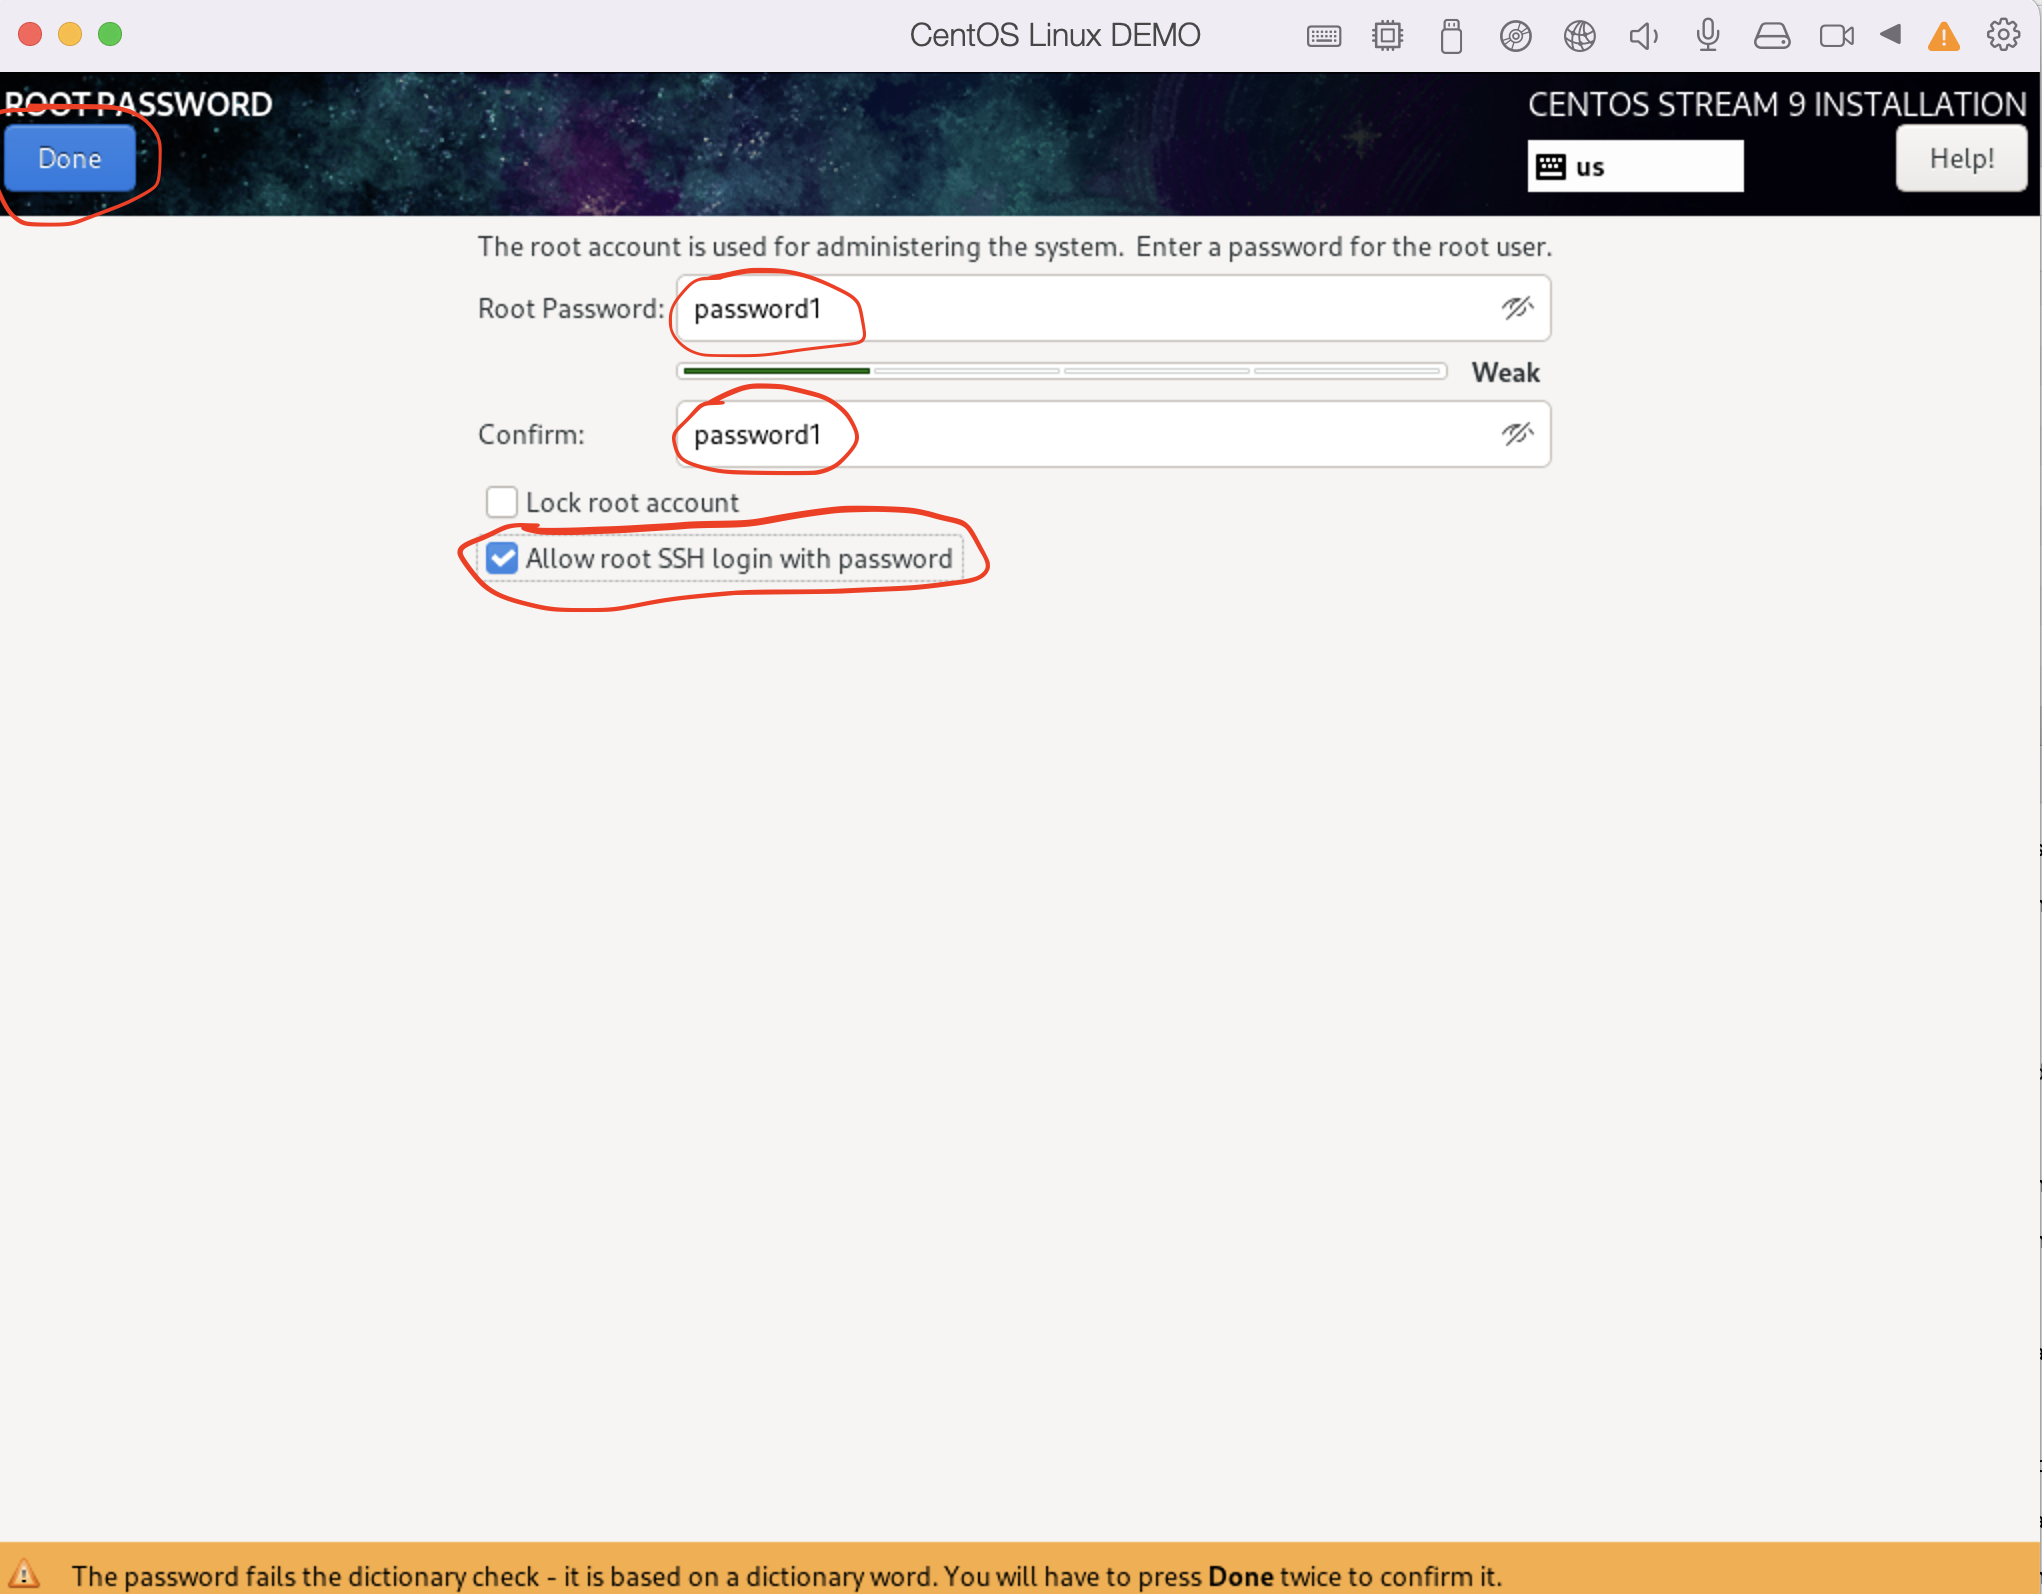 CentOS Linux DEMO
ROOT PASSWORD
CENTOS STREAM 9 INSTALLATION
Done
us
Help!
The root account is used for administering the system. Enter a password for the root user.
Root Password:
password1
Weak
Confirm:
password1
Lock root account
Allow root SSH login with password
The password fails the dictionary check - it is based on a dictionary word. You will have to press Done twice to confirm it.